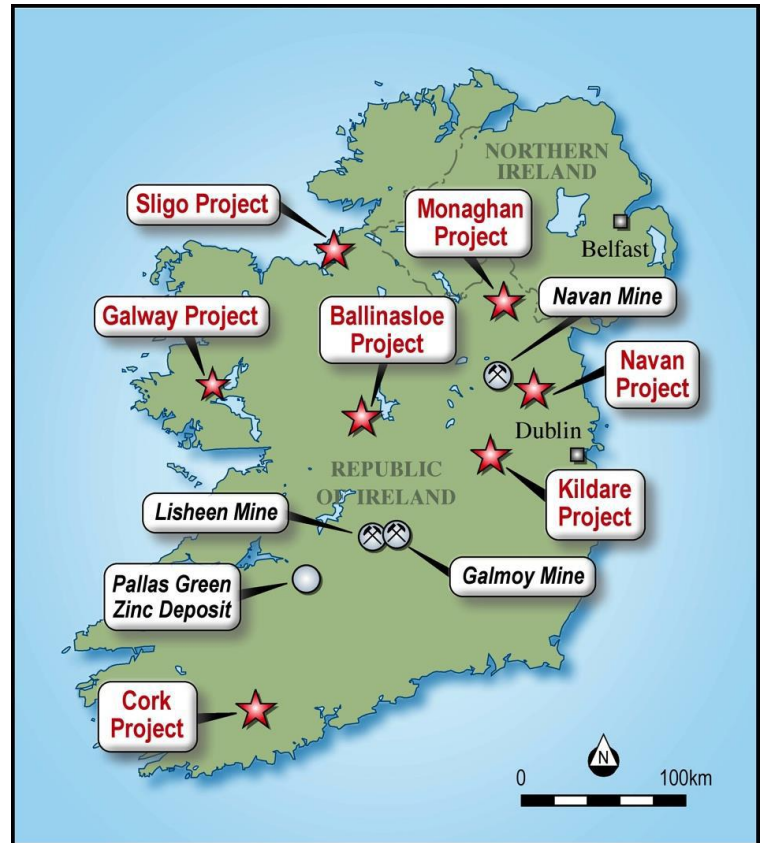 NORTHERN
IRELAND
Sligo Project
Monaghan
Project
Belfast
Navan Mine
Galway Project
Ballinasloe
Project
Navan
Project
Dublin
REPUBLIC
OF IRELAND
Kildare
Project
Lisheen Mine
Galmoy Mine
Pallas Green
Zinc Deposit
Cork
Project
N
0
100km